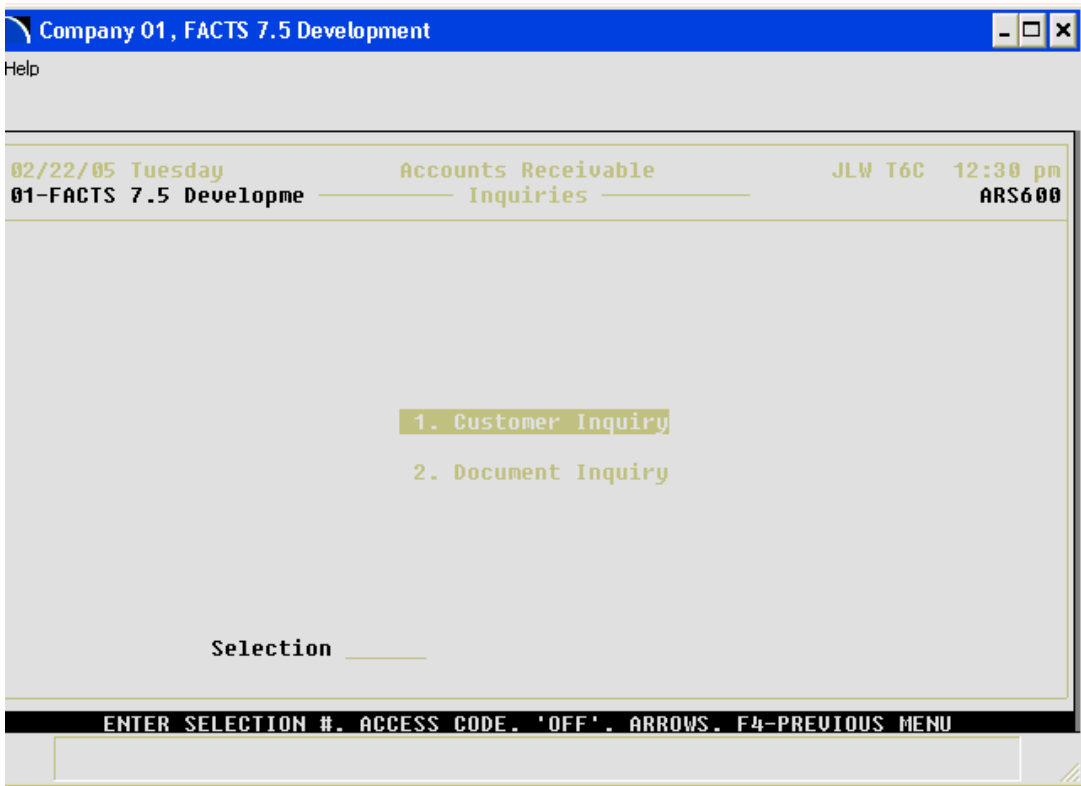 Company 01, FACTS 7.5 Development
Help
02/22/05 Tuesday Accounts Receivable JLW T6C 12:30 pm
01-FACTS 7.5 Developme Inquiries ARS600
1. Customer Inquiry
2. Document Inquiry
Selection ______
ENTER SELECTION #. ACCESS CODE. 'OFF'. ARROWS. F4-PREVIOUS MENU